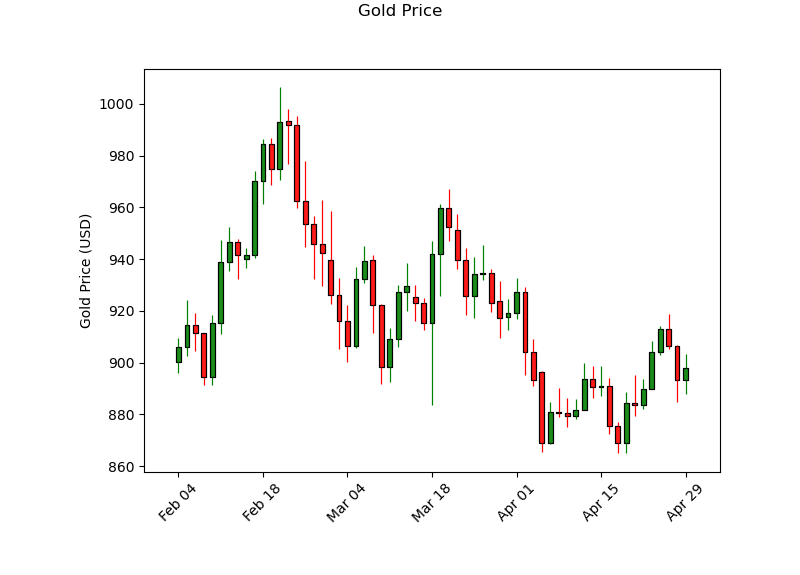 Gold Price
Gold Price (USD)
1000
980
960
940
920
900
880
860
Feb 04
Feb 18
Mar 04
Mar 18
Apr 01
Apr 15
Apr 29